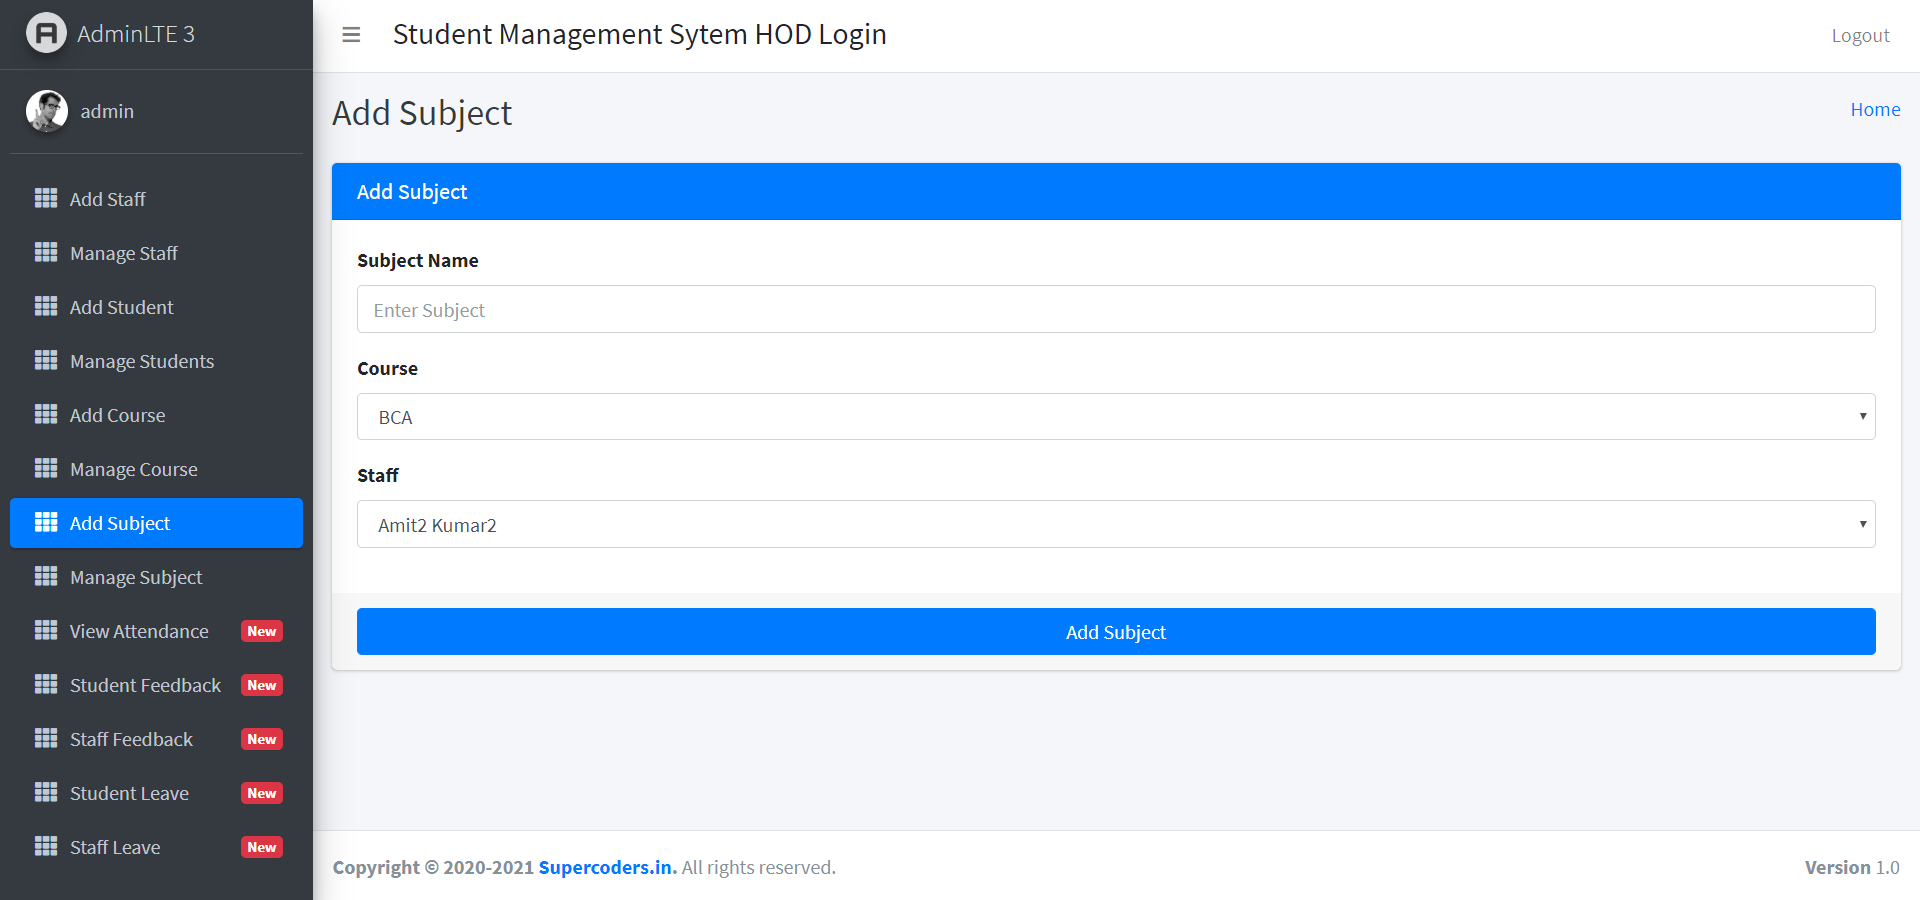 AdminLTE 3
admin
Add Staff
Manage Staff
Add Student
Manage Students
Add Course
Manage Course
Add Subject
Manage Subject
View Attendance New
Student Feedback New
Staff Feedback New
Student Leave New
Staff Leave New
Student Management Sytem HOD Login
Logout
Add Subject
Home
Add Subject
Subject Name
Enter Subject
Course
BCA
Staff
Amit2 Kumar2
Add Subject
Copyright © 2020-2021 Supercoders.in. All rights reserved.
Version 1.0